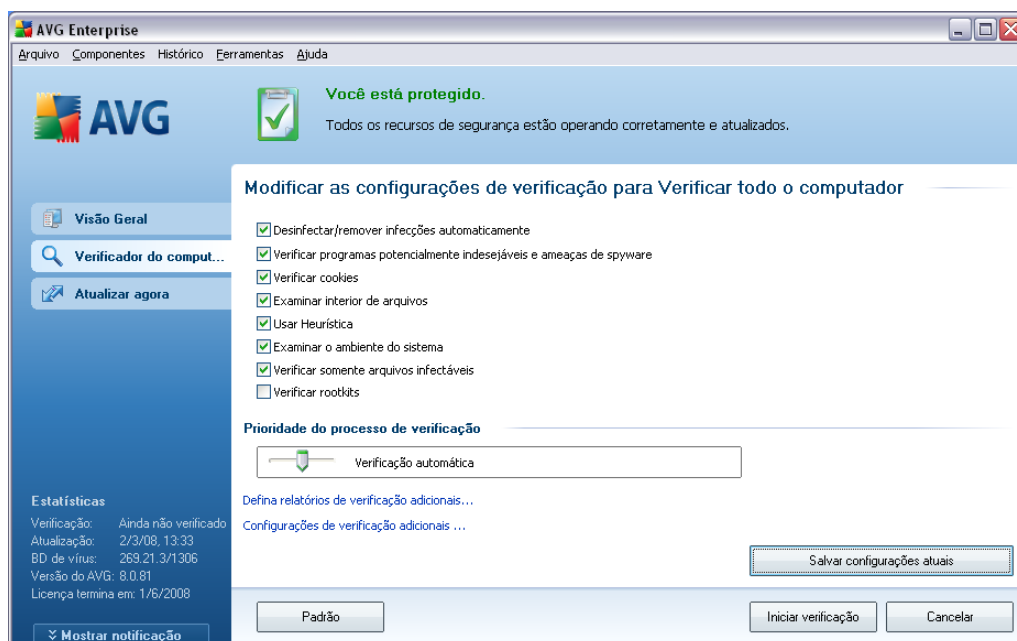 AVG Enterprise
Arquivo Componentes Histórico Ferramentas Ajuda
AVG
Você está protegido.
Todos os recursos de segurança estão operando corretamente e atualizados.
Visão Geral
Verificador do comput...
Atualizar agora
Modificar as configurações de verificação para Verificar todo o computador
Desinfectar/remover infecções automaticamente
Verificar programas potencialmente indesejáveis e ameaças de spyware
Verificar cookies
Examinar interior de arquivos
Usar Heurística
Examinar o ambiente do sistema
Verificar somente arquivos infectáveis
Verificar rootkits
Prioridade do processo de verificação
Verificação automática
Defina relatórios de verificação adicionais...
Configurações de verificação adicionais ...
Salvar configurações atuais
Estatísticas
Verificação: Ainda não verificado
Atualização: 2/3/08, 13:33
BD de vírus: 269.21.3/1306
Versão do AVG: 8.0.81
Licença termina em: 1/6/2008
Mostrar notificação
Padrão
Iniciar verificação
Cancelar